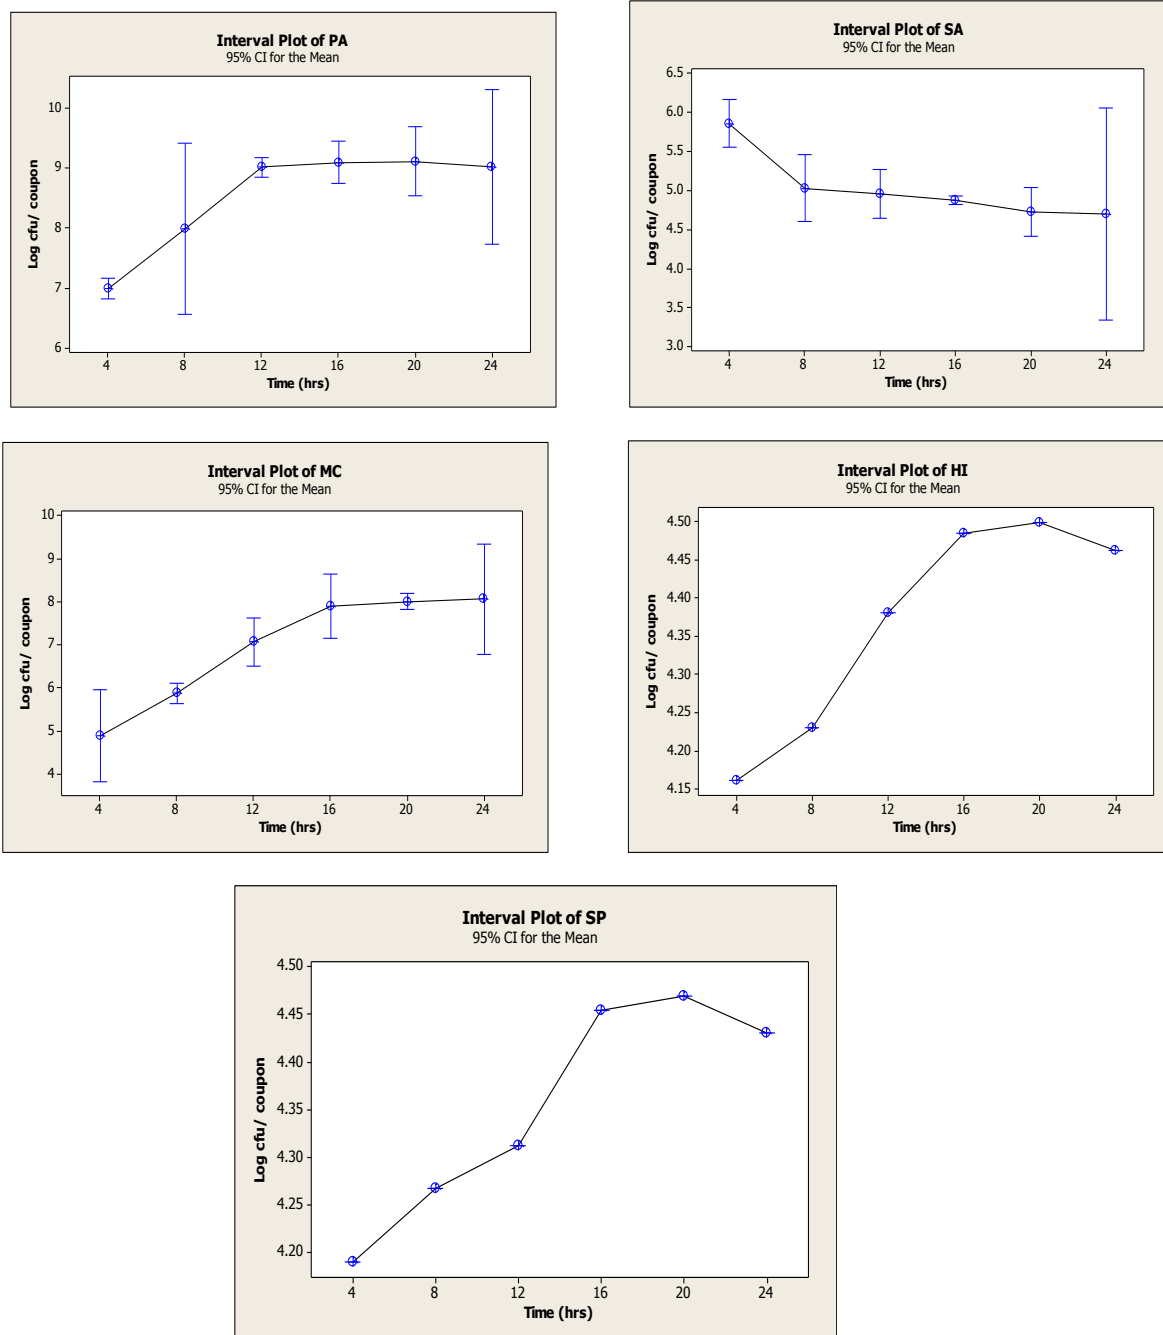 Interval Plot of PA
95% CI for the Mean
10
9
8
7
6
Log cfu/ coupon
4 8 12 16 20 24
Time (hrs)
Interval Plot of SA
95% CI for the Mean
6.5
6.0
5.5
5.0
4.5
4.0
3.5
3.0
Log cfu/ coupon
4 8 12 16 20 24
Time (hrs)
Interval Plot of MC
95% CI for the Mean
10
9
8
7
6
5
4
Log cfu/ coupon
4 8 12 16 20 24
Time (hrs)
Interval Plot of HI
95% CI for the Mean
4.50
4.45
4.40
4.35
4.30
4.25
4.20
4.15
Log cfu/ coupon
4 8 12 16 20 24
Time (hrs)
Interval Plot of SP
95% CI for the Mean
4.50
4.45
4.40
4.35
4.30
4.25
4.20
Log cfu/ coupon
4 8 12 16 20 24
Time (hrs)